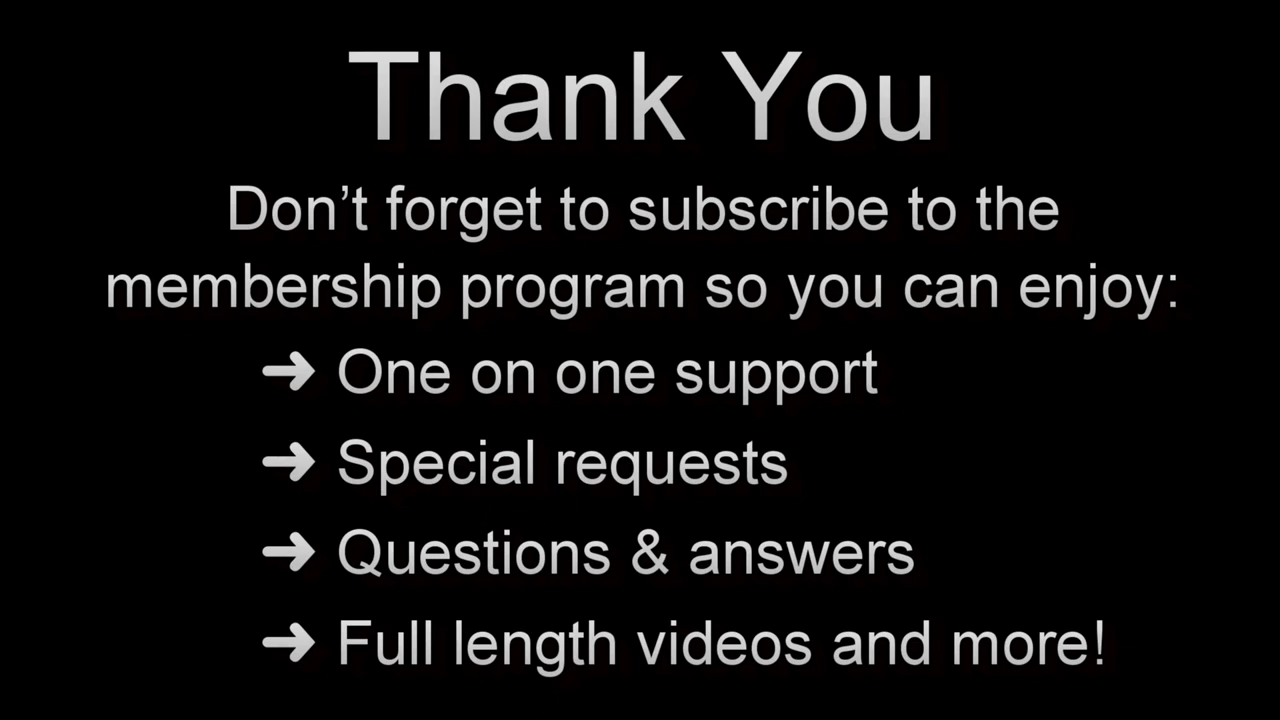 Thank You
Don’t forget to subscribe to the
membership program so you can enjoy:
➜ One on one support
➜ Special requests
➜ Questions & answers
➜ Full length videos and more!